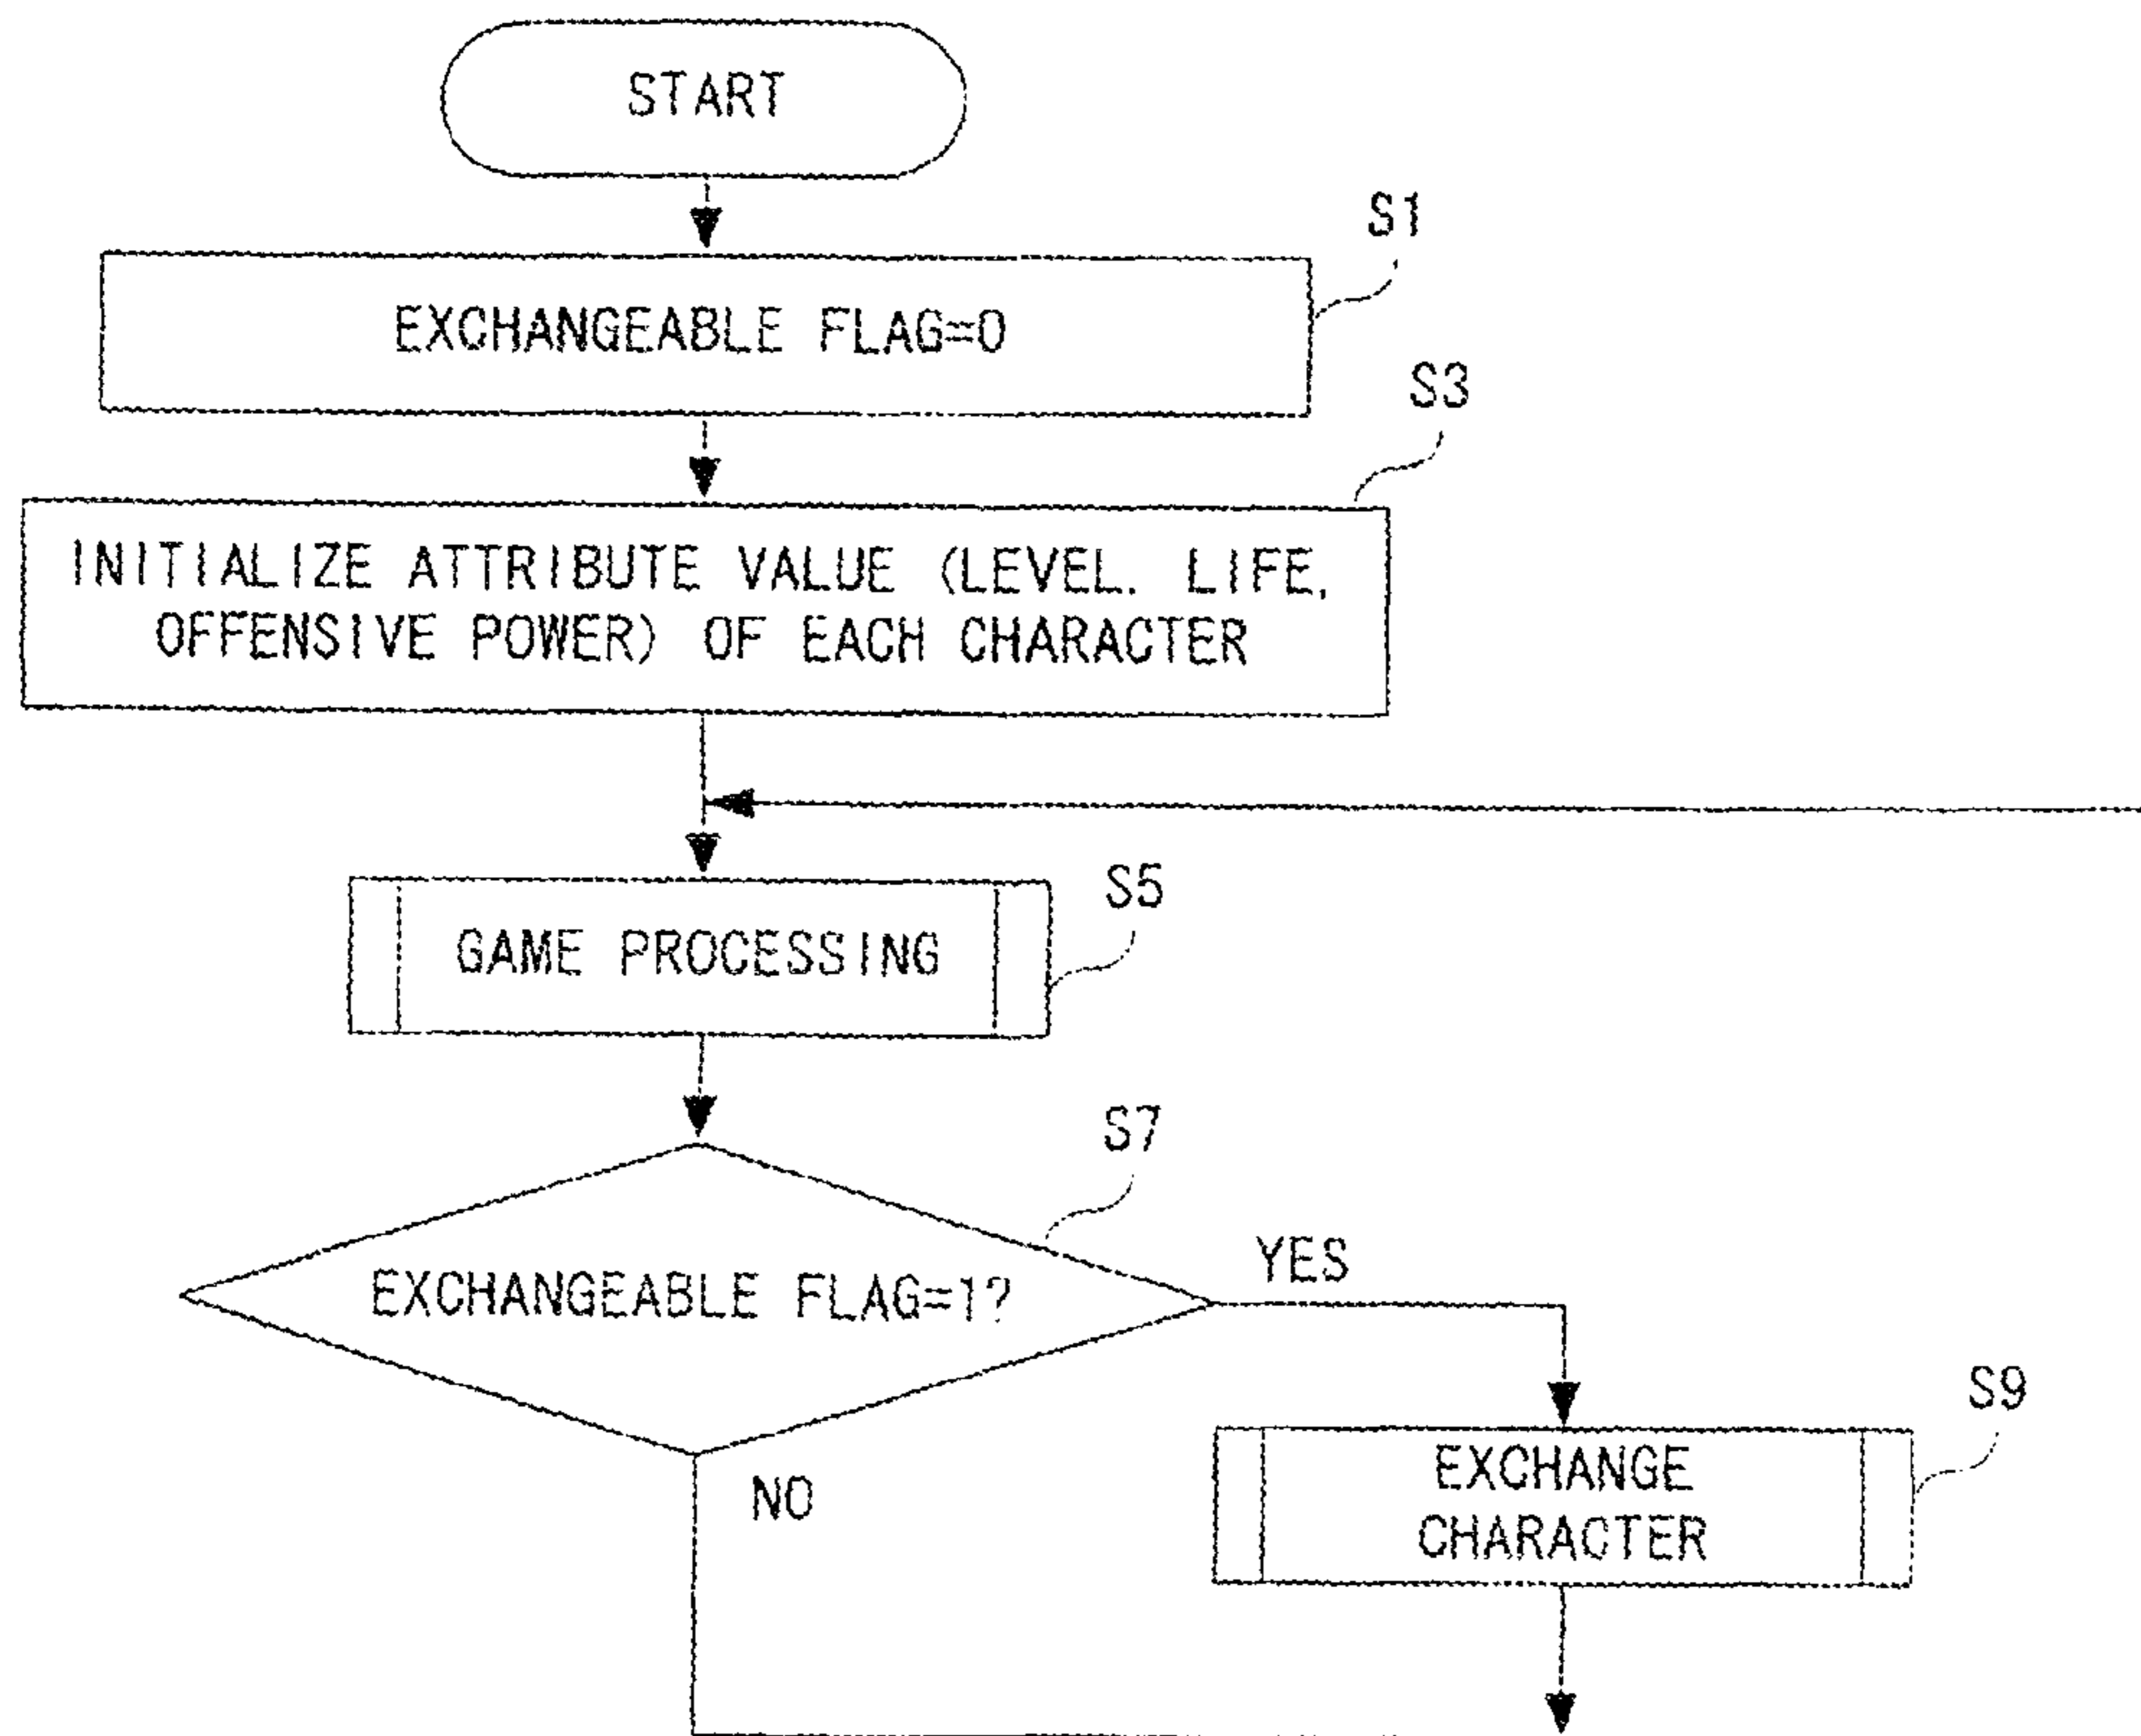 START
S1
EXCHANGEABLE FLAG=0
S3
INITIALIZE ATTRIBUTE VALUE (LEVEL. LIFE,
OFFENSIVE POWER) OF EACH CHARACTER
S5
GAME PROCESSING
S7
EXCHANGEABLE FLAG=1?
YES
S9
EXCHANGE
CHARACTER
NO